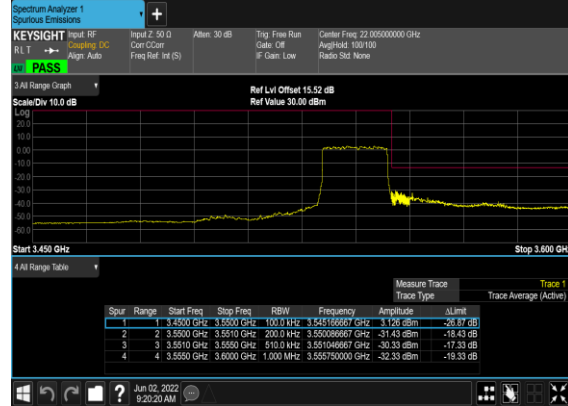 Spectrum Analyzer 1
Spurious Emissions
+
KEYSIGHT Input: RF Input Z: 50 Ω Atten: 30 dB Trig: Free Run Center Freq: 22.005000000 GHz
RLT Coupling: DC Corr CCorr Gate: Off Avg|Hold: 100/100
Align: Auto Freq Ref: Int (S) IF Gain: Low Radio Std: None
PASS
3 All Range Graph
Ref Lvl Offset 15.52 dB
Scale/Div 10.0 dB Ref Value 30.00 dBm
Log
20.0
10.0
0.00
-10.0
-20.0
-30.0
-40.0
-50.0
-60.0
Start 3.450 GHz Stop 3.600 GH
4 All Range Table
Measure Trace Trace 1
Trace Type Trace Average (Active)
Spur Range Start Freq Stop Freq RBW Frequency Amplitude ΔLimit
1 1 3.4500 GHz 3.5500 GHz 100.0 kHz 3.545166667 GHz 3.126 dBm -26.87 dB
2 2 3.5500 GHz 3.5510 GHz 200.0 kHz 3.550086667 GHz -31.43 dBm -18.43 dB
3 3 3.5510 GHz 3.5550 GHz 510.0 kHz 3.551046667 GHz -30.33 dBm -17.33 dB
4 4 3.5550 GHz 3.6000 GHz 1.000 MHz 3.555750000 GHz -32.33 dBm -19.33 dB
? Jun 02, 2022
9:20:20 AM